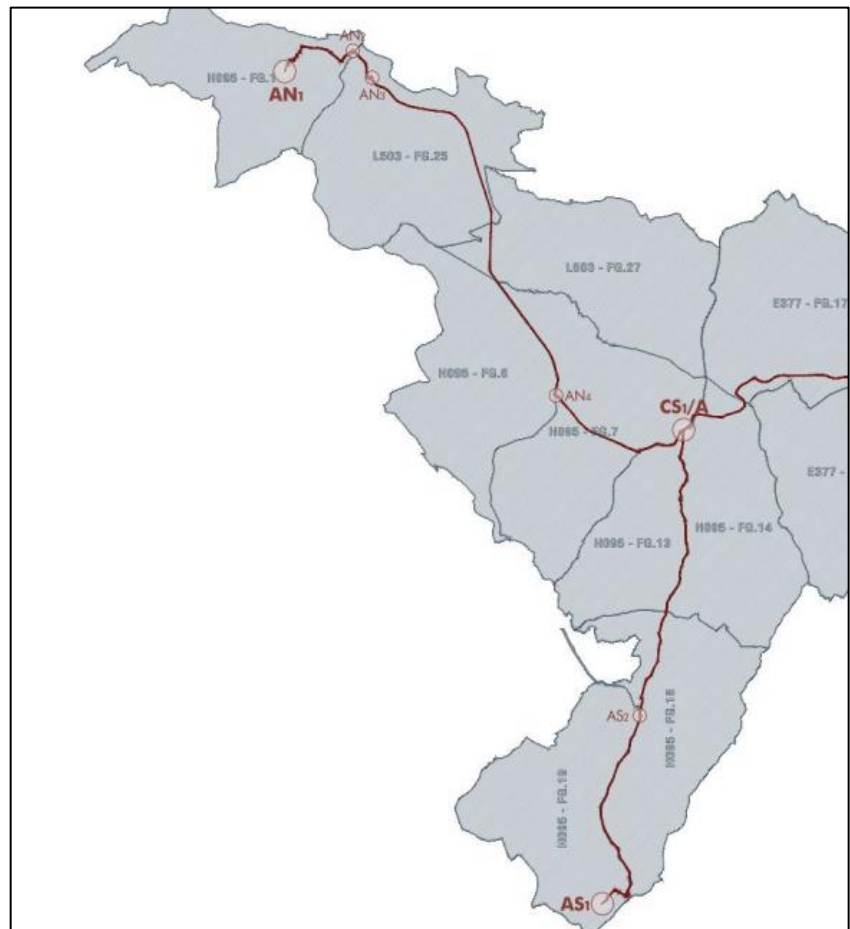 H095 - FG.1
AN₁
AN₃
L503 - FG.25
L503 - FG.27
E377 - FG.17
H095 - FG.6
AN₄
CS₁/A
H095 - FG.7
E377 -
H095 - FG.13
H095 - FG.14
AS₂
H095 - FG.18
H095 - FG.19
AS₁